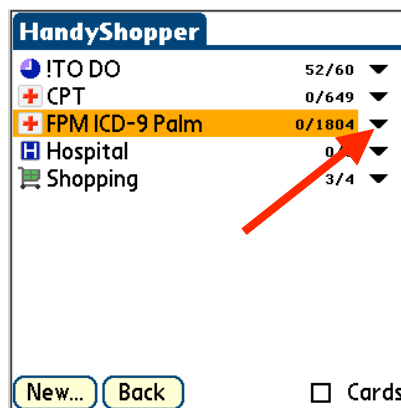 HandyShopper
!TO DO 52/60
CPT 0/649
FPM ICD-9 Palm 0/1804
H Hospital
Shopping 3/4
New... Back Cards